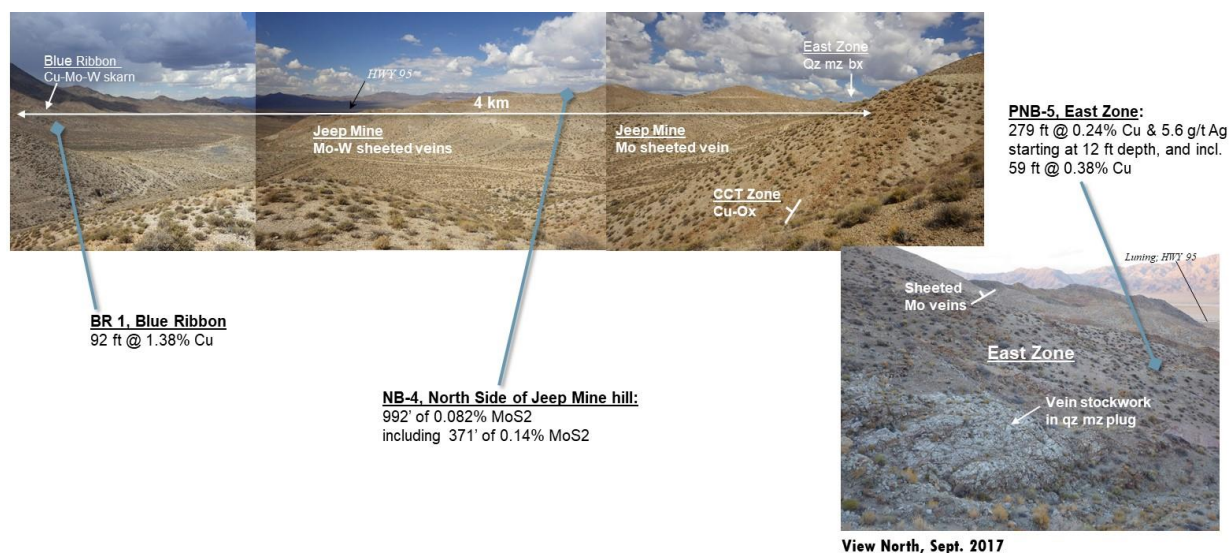 Blue Ribbon
Cu-Mo-W skarn
HWY 95
4 km
East Zone
Qz mz bx
Jeep Mine
Mo-W sheeted veins
Jeep Mine
Mo sheeted vein
CCT Zone
Cu-Ox
PNB-5, East Zone:
279 ft @ 0.24% Cu & 5.6 g/t Ag
starting at 12 ft depth, and incl.
59 ft @ 0.38% Cu
BR 1, Blue Ribbon
92 ft @ 1.38% Cu
NB-4, North Side of Jeep Mine hill:
992’ of 0.082% MoS2
including  371’ of 0.14% MoS2
Luning; HWY 95
Sheeted
Mo veins
East Zone
Vein stockwork
in qz mz plug
View North, Sept. 2017